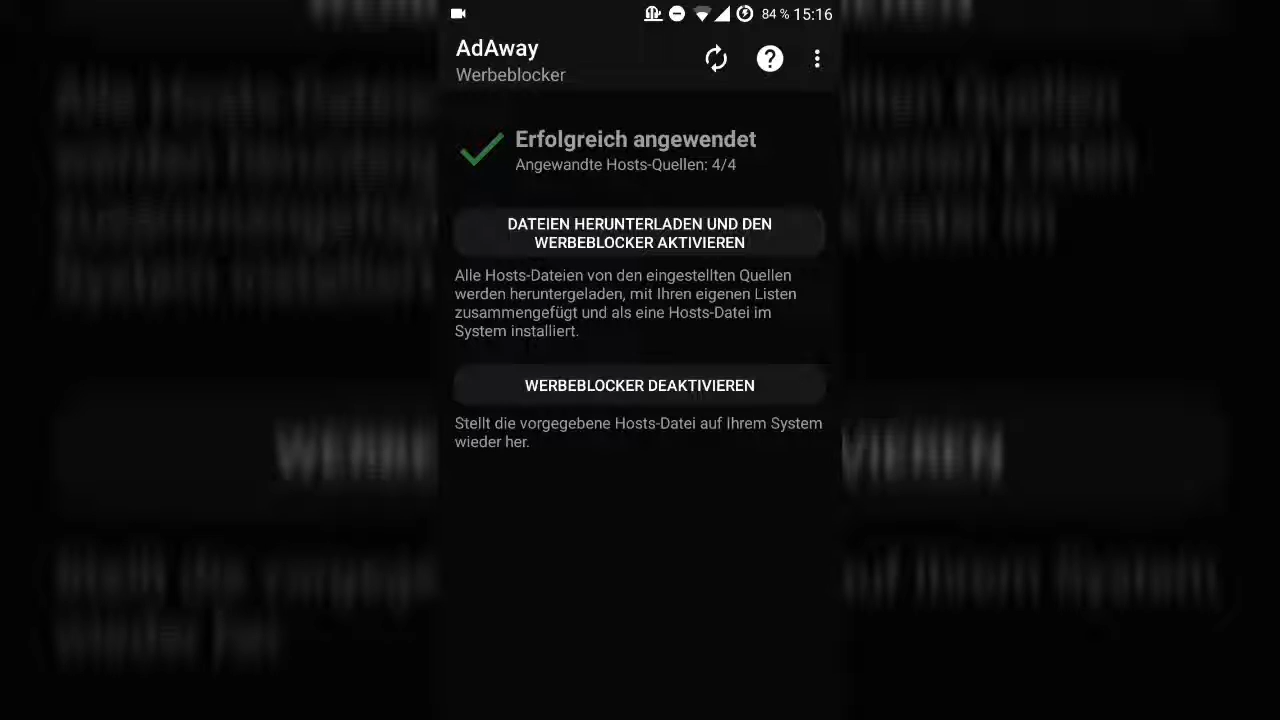 84 % 15:16
AdAway
Werbeblocker
Erfolgreich angewendet
Angewandte Hosts-Quellen: 4/4
DATEIEN HERUNTERLADEN UND DEN
WERBEBLOCKER AKTIVIEREN
Alle Hosts-Dateien von den eingestellten Quellen
werden heruntergeladen, mit Ihren eigenen Listen
zusammengefügt und als eine Hosts-Datei im
System installiert.
WERBEBLOCKER DEAKTIVIEREN
Stellt die vorgegebene Hosts-Datei auf Ihrem System
wieder her.